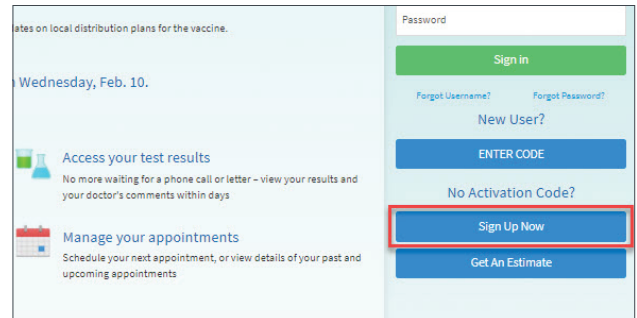 ates on local distribution plans for the vaccine.
Wednesday, Feb. 10.
Access your test results
No more waiting for a phone call or letter – view your results and
your doctor's comments within days
Manage your appointments
Schedule your next appointment, or view details of your past and
upcoming appointments
Password
Sign in
Forgot Username? Forgot Password?
New User?
ENTER CODE
No Activation Code?
Sign Up Now
Get An Estimate